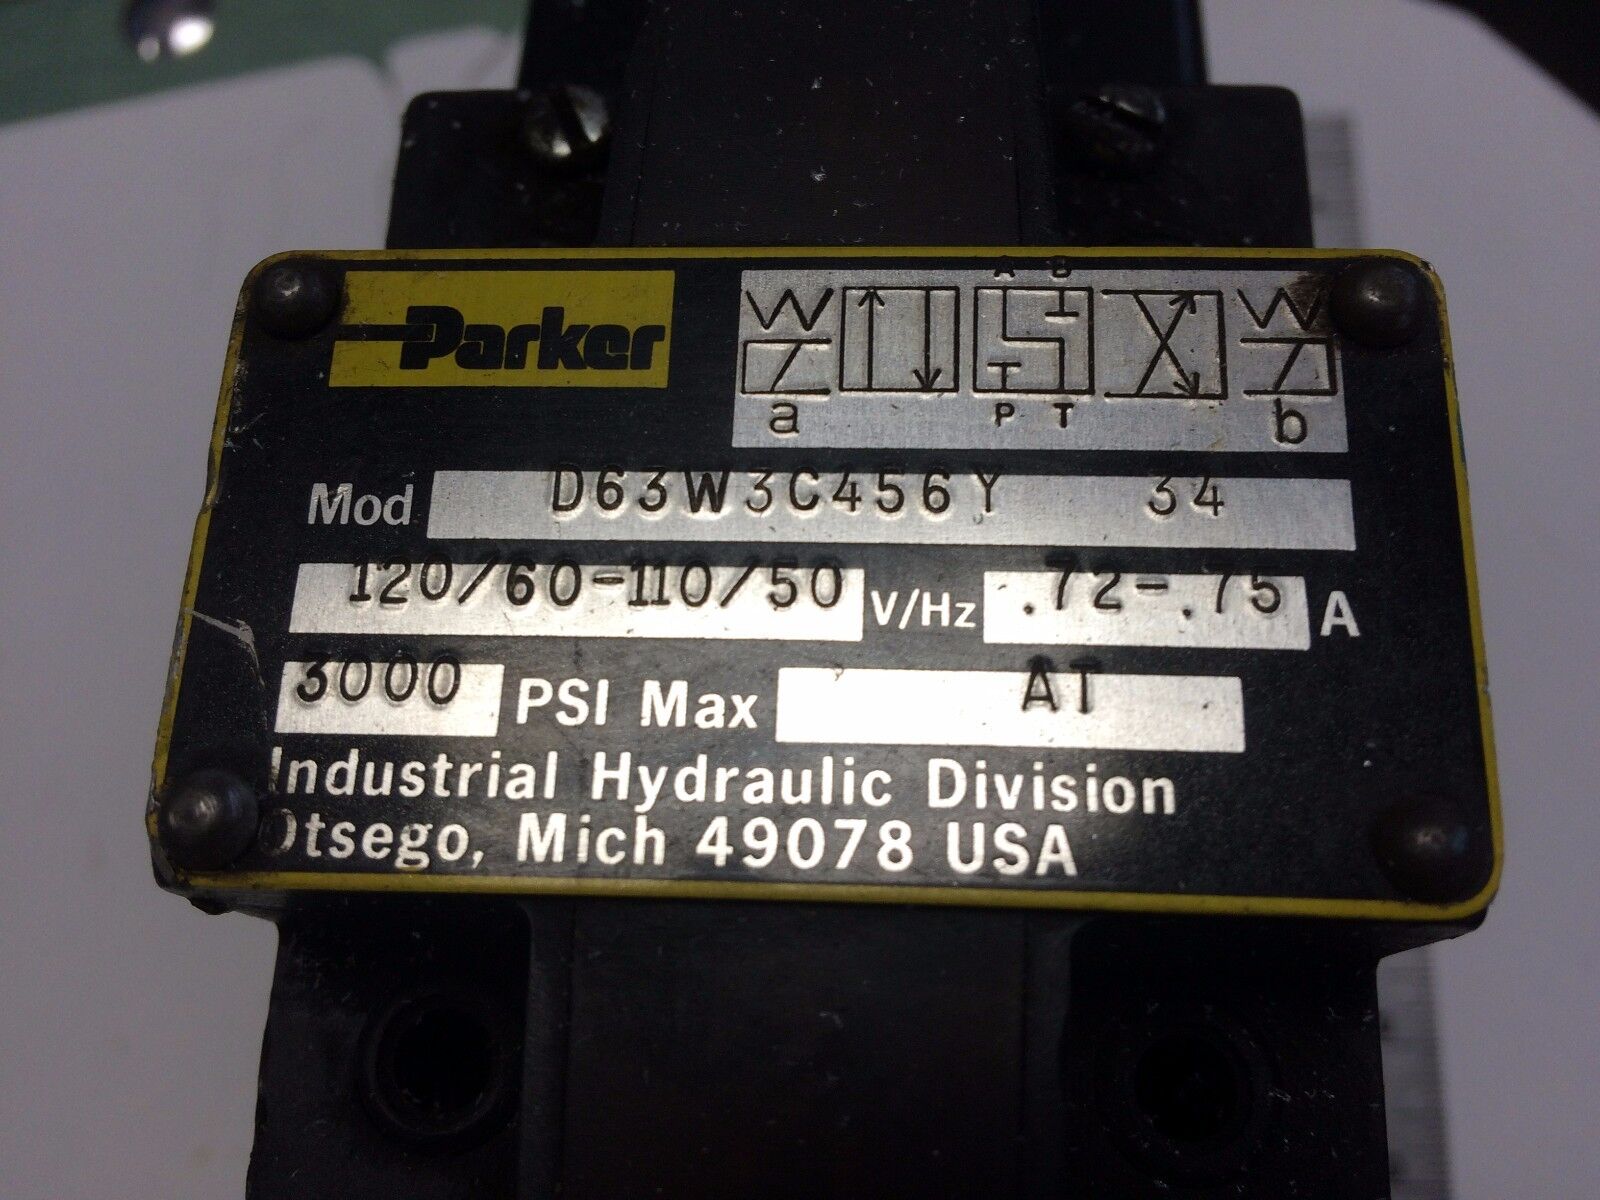 Parker
A B
a P T b
Mod D63W3C456Y 34
120/60-110/50 V/Hz .72-.75 A
3000 PSI Max AT
Industrial Hydraulic Division
Otsego, Mich 49078 USA